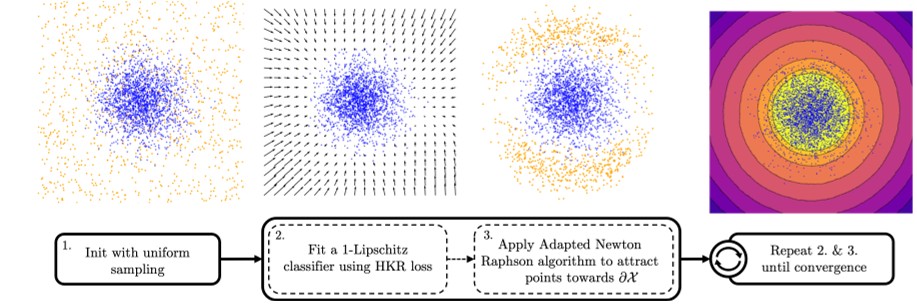 1.
Init with uniform
sampling
2.
Fit a 1-Lipschitz
classifier using HKR loss
3.
Apply Adapted Newton
Raphson algorithm to attract
points towards ∂𝒳
Repeat 2. & 3.
until convergence